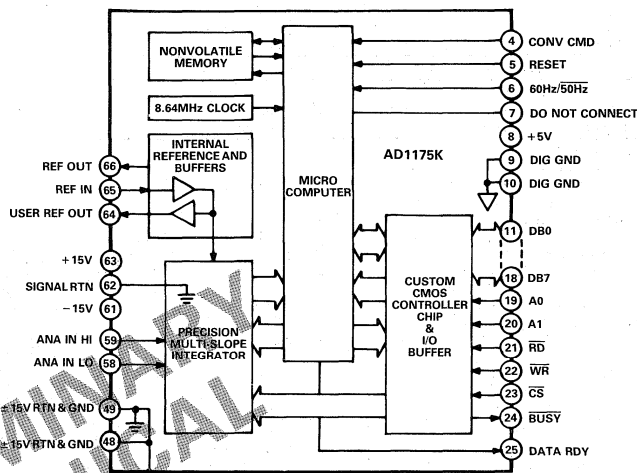 4 CONV CMD
5 RESET
6 60Hz/50Hz
7 DO NOT CONNECT
8 +5V
9 DIG GND
10 DIG GND
11 DB0
18 DB7
19 A0
20 A1
21 RD
22 WR
23 CS
24 BUSY
25 DATA RDY
NONVOLATILE
MEMORY
8.64MHz CLOCK
INTERNAL
REFERENCE AND
BUFFERS
MICRO
COMPUTER
AD1175K
REF OUT 66
REF IN 65
USER REF OUT 64
+15V 63
SIGNAL RTN 62
−15V 61
ANA IN HI 59
ANA IN LO 58
±15V RTN & GND 49
±15V RTN & GND 48
PRECISION
MULTI-SLOPE
INTEGRATOR
CUSTOM
CMOS
CONTROLLER
CHIP
&
I/O
BUFFER